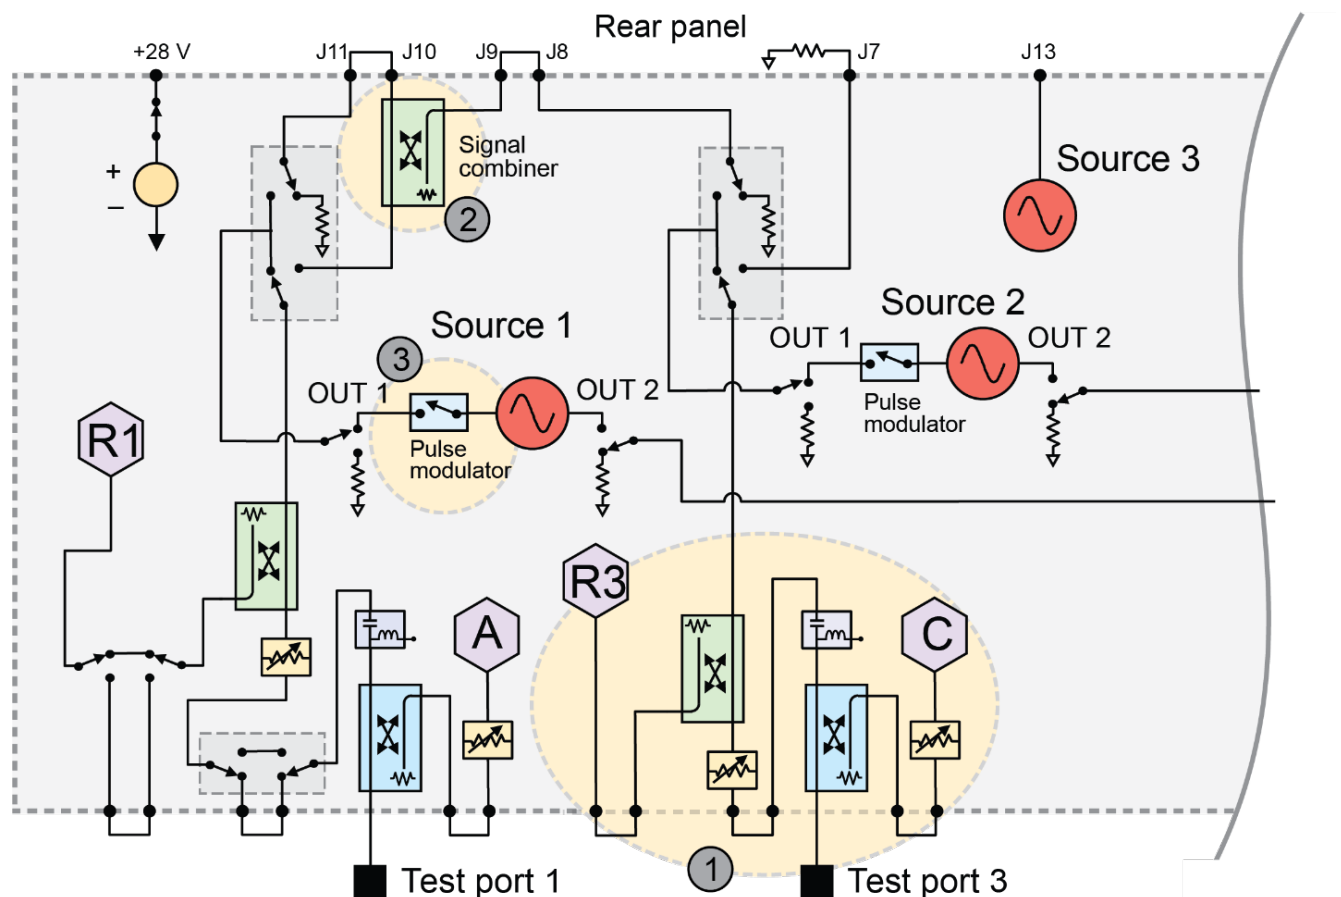 Rear panel
+28 V
J11
J10
J9
J8
J7
J13
+
–
Signal
combiner
2
Source 3
Source 1
3
OUT 1
OUT 2
Pulse
modulator
Source 2
OUT 1
OUT 2
Pulse
modulator
R1
A
R3
C
1
Test port 1
Test port 3